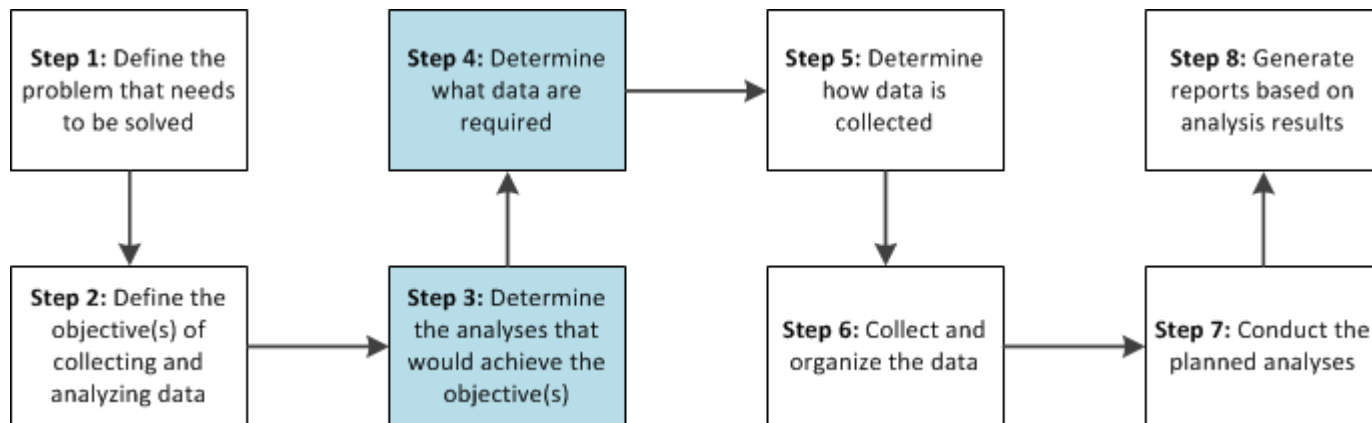 Step 1: Define the
problem that needs
to be solved
Step 2: Define the
objective(s) of
collecting and
analyzing data
Step 3: Determine
the analyses that
would achieve the
objective(s)
Step 4: Determine
what data are
required
Step 5: Determine
how data is
collected
Step 6: Collect and
organize the data
Step 7: Conduct the
planned analyses
Step 8: Generate
reports based on
analysis results